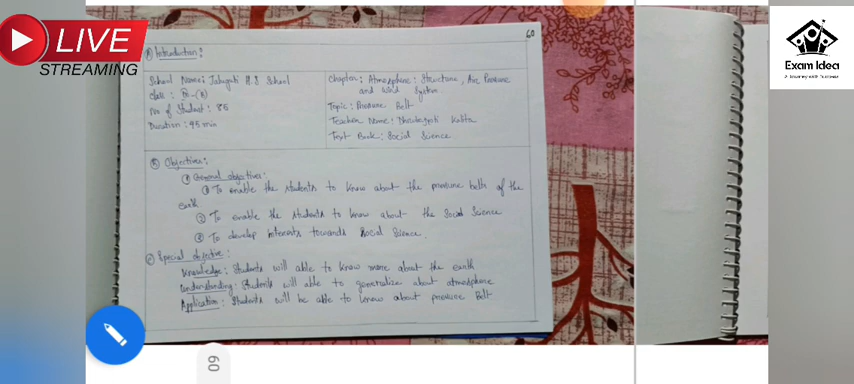 LIVE
STREAMING
Exam Idea
A Journey with Success
60
(A) Introduction:
School Name: Jabagati H.S School
Class: IX-(B)
No of Student: 35
Duration: 45 min
Chapter: Atmosphere: Structure, Air Pressure
and Wind System
Topic: Pressure Belt
Teacher Name:
Text Book: Social Science
(B) Objectives:
① General objectives:
① To enable the students to know about the pressure belts of the
earth
② To enable the students to know about the Social Science
③ To develop interests towards Social Science.
(C) Special objective:
Knowledge: Students will able to know more about the earth
Understanding: Students will able to generalize about atmosphere
Application: Students will be able to know about pressure Belt
60